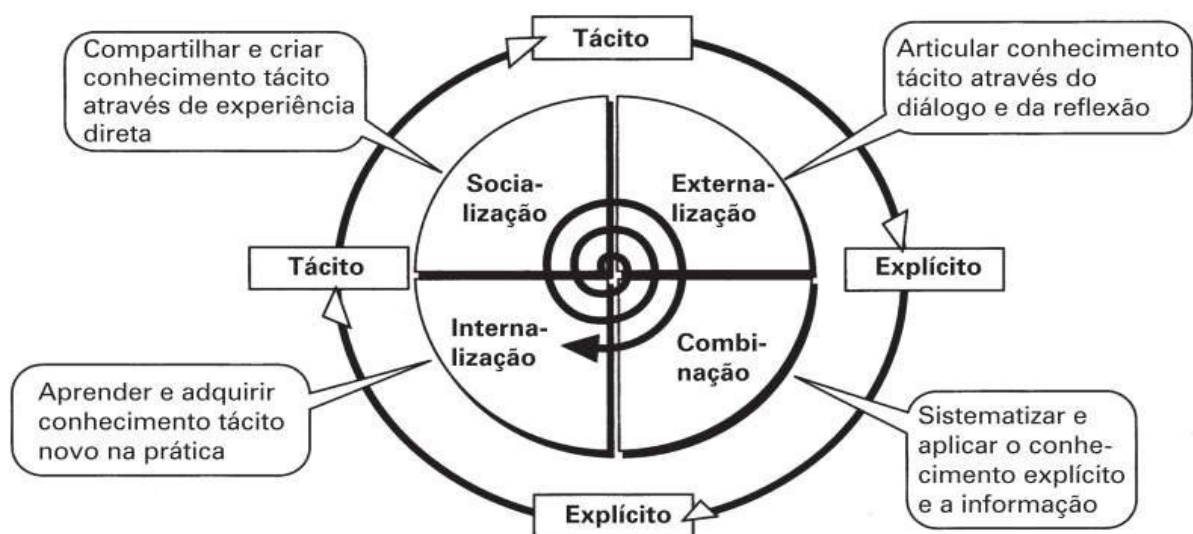 Tácito
Compartilhar e criar
conhecimento tácito
através de experiência
direta
Articular conhecimento
tácito através do
diálogo e da reflexão
Socia-
lização
Externa-
lização
Tácito
Explícito
Interna-
lização
Combi-
nação
Aprender e adquirir
conhecimento tácito
novo na prática
Sistematizar e
aplicar o conhe-
cimento explícito
e a informação
Explícito